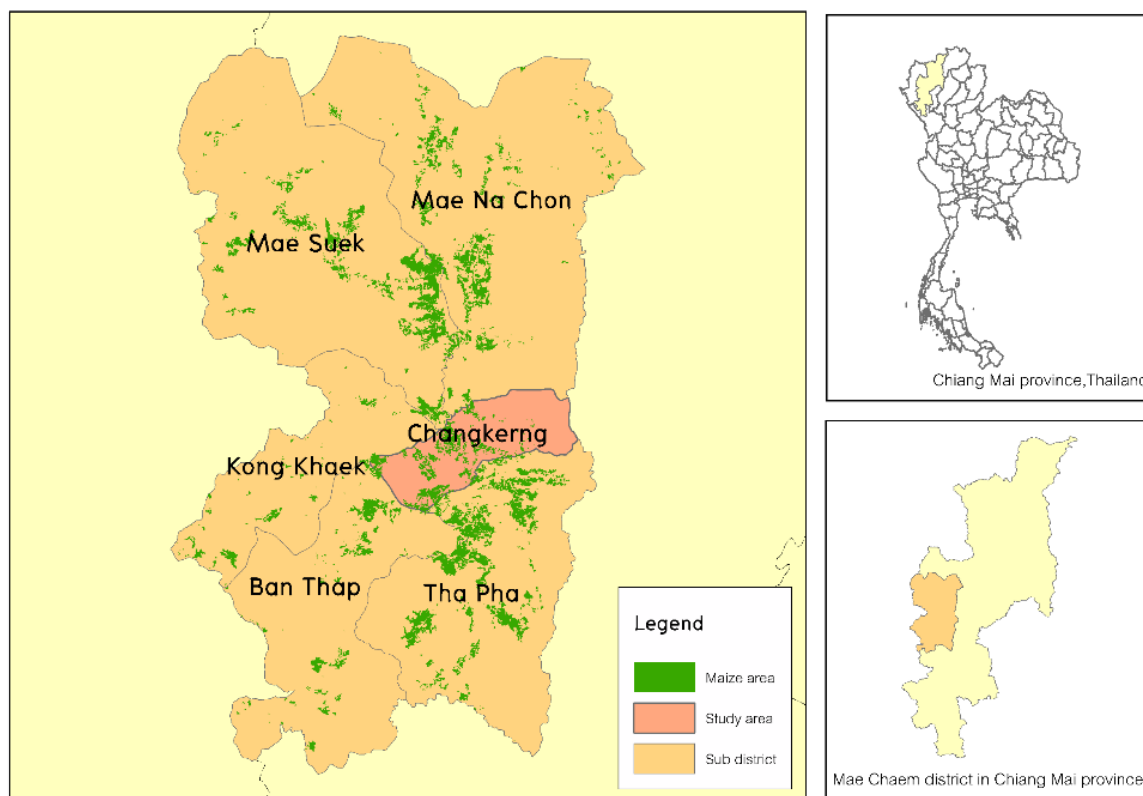 Mae Na Chon
Mae Suek
Changkerng
Kong Khaek
Ban Thap
Tha Pha
Legend
Maize area
Study area
Sub district
Chiang Mai province,Thailand
Mae Chaem district in Chiang Mai province